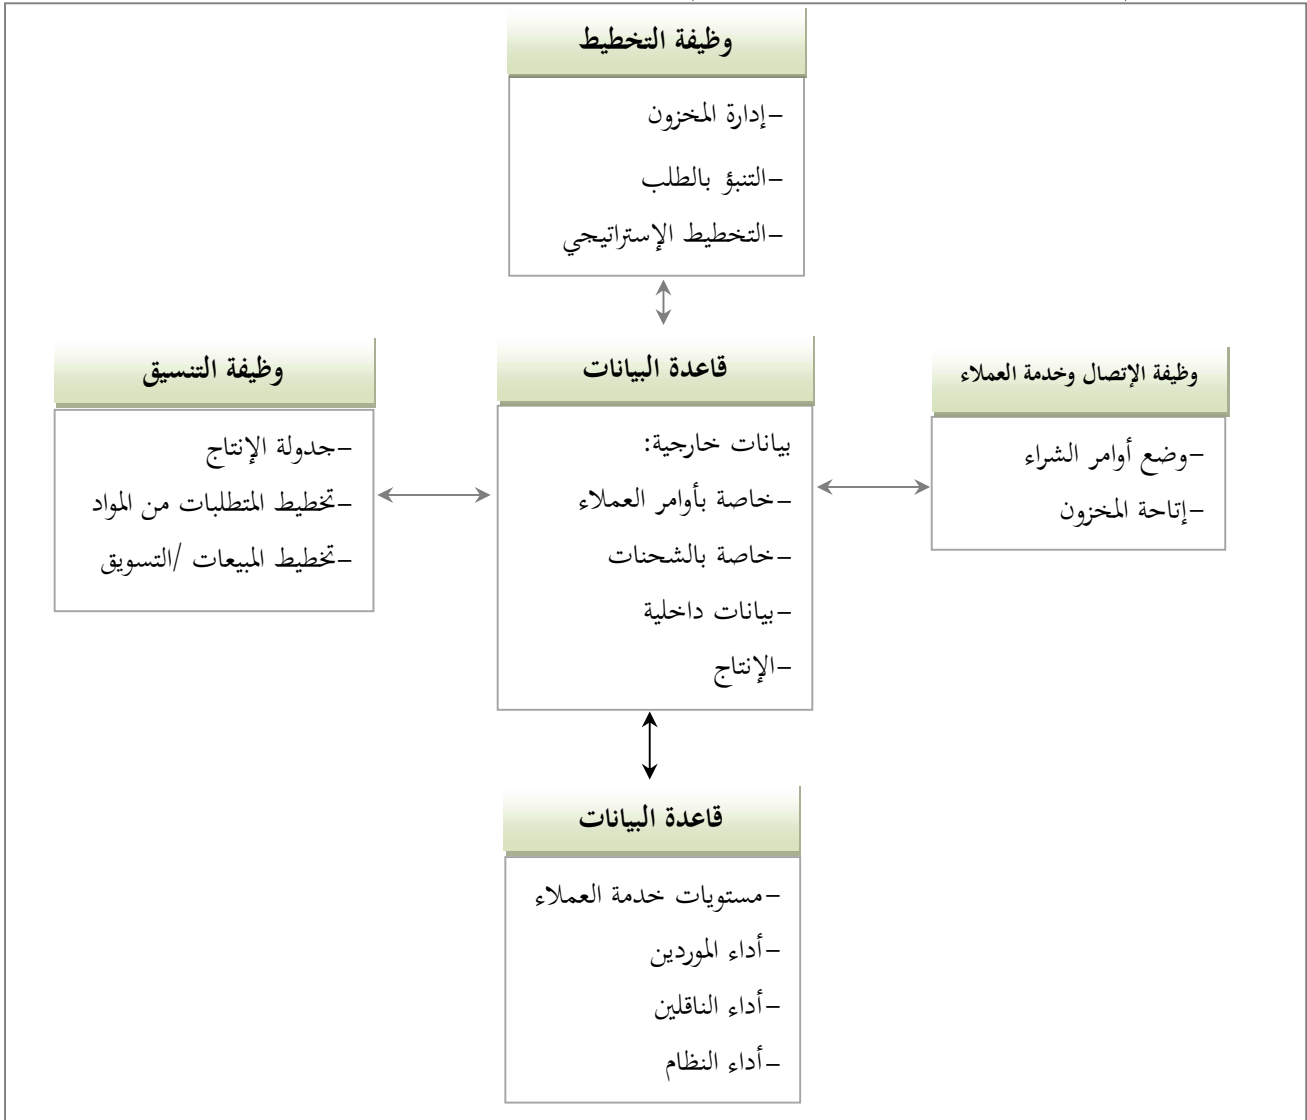 وظيفة التخطيط
-إدارة المخزون
-التنبؤ بالطلب
-التخطيط الإستراتيجي
وظيفة الإتصال وخدمة العملاء
-وضع أوامر الشراء
-إتاحة المخزون
قاعدة البيانات
بيانات خارجية:
-خاصة بأوامر العملاء
-خاصة بالشحنات
-بيانات داخلية
-الإنتاج
وظيفة التنسيق
-جدولة الإنتاج
-تخطيط المتطلبات من المواد
-تخطيط المبيعات /التسويق
قاعدة البيانات
-مستويات خدمة العملاء
-أداء الموردين
-أداء الناقلين
-أداء النظام